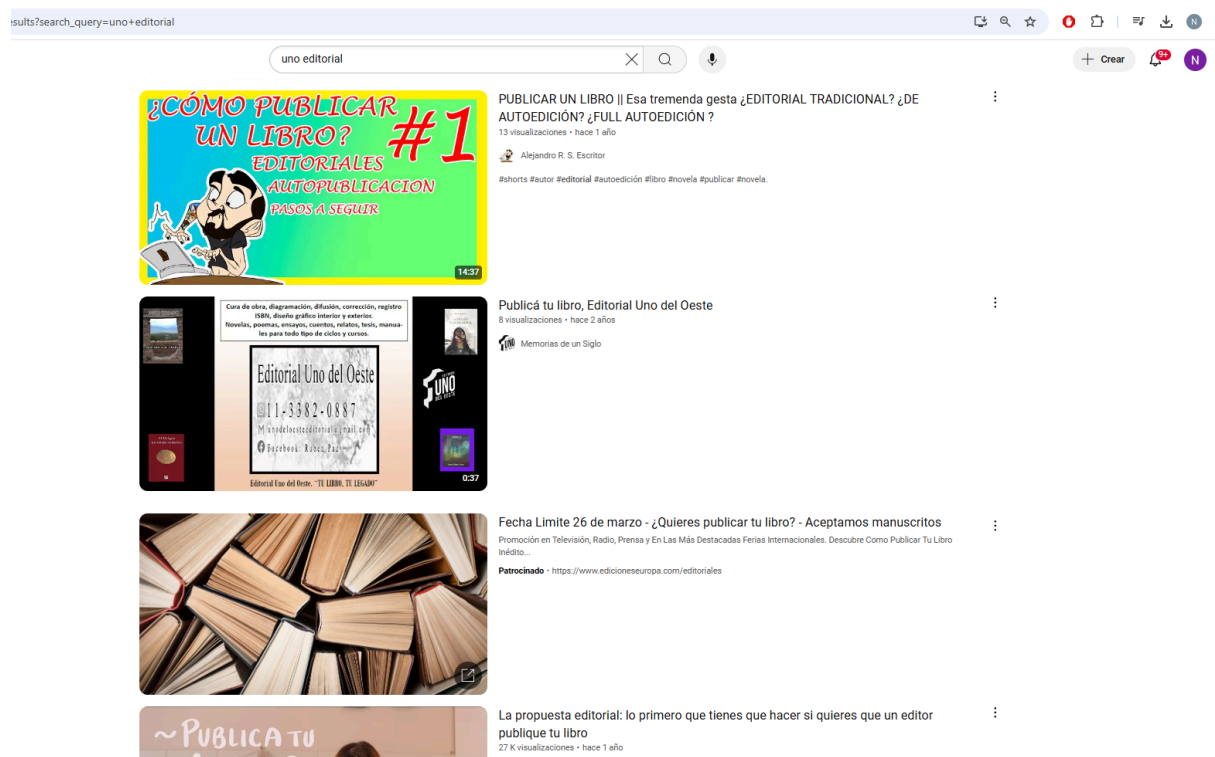 esults?search_query=uno+editorial
N
uno editorial
Crear
9+
N
¿CÓMO PUBLICAR
UN LIBRO?
#1
EDITORIALES
AUTOPUBLICACION
PASOS A SEGUIR
14:37
PUBLICAR UN LIBRO || Esa tremenda gesta ¿EDITORIAL TRADICIONAL? ¿DE
AUTOEDICIÓN? ¿FULL AUTOEDICIÓN ?
13 visualizaciones • hace 1 año
Alejandro R. S. Escritor
#shorts #autor #editorial #autoedición #libro #novela #publicar #novela.
Cura de obra, diagramación, difusión, corrección, registro
ISBN, diseño gráfico interior y exterior.
Novelas, poemas, ensayos, cuentos, relatos, tesis, manua-
les para todo tipo de ciclos y cursos.
Editorial Uno del Oeste
11-3382-0887
unodeloesteeditorial@gmail.com
Facebook: Ruben Paz
UNO
DEL OESTE
Editorial Uno del Oeste. "TU LIBRO, TU LEGADO"
0:37
Publicá tu libro, Editorial Uno del Oeste
8 visualizaciones • hace 2 años
Memorias de un Siglo
Fecha Limite 26 de marzo - ¿Quieres publicar tu libro? - Aceptamos manuscritos
Promoción en Televisión, Radio, Prensa y En Las Más Destacadas Ferias Internacionales. Descubre Como Publicar Tu Libro
Inédito...
Patrocinado · https://www.edicioneseuropa.com/editoriales
~ PUBLICA TU
La propuesta editorial: lo primero que tienes que hacer si quieres que un editor
publique tu libro
27 K visualizaciones • hace 1 año